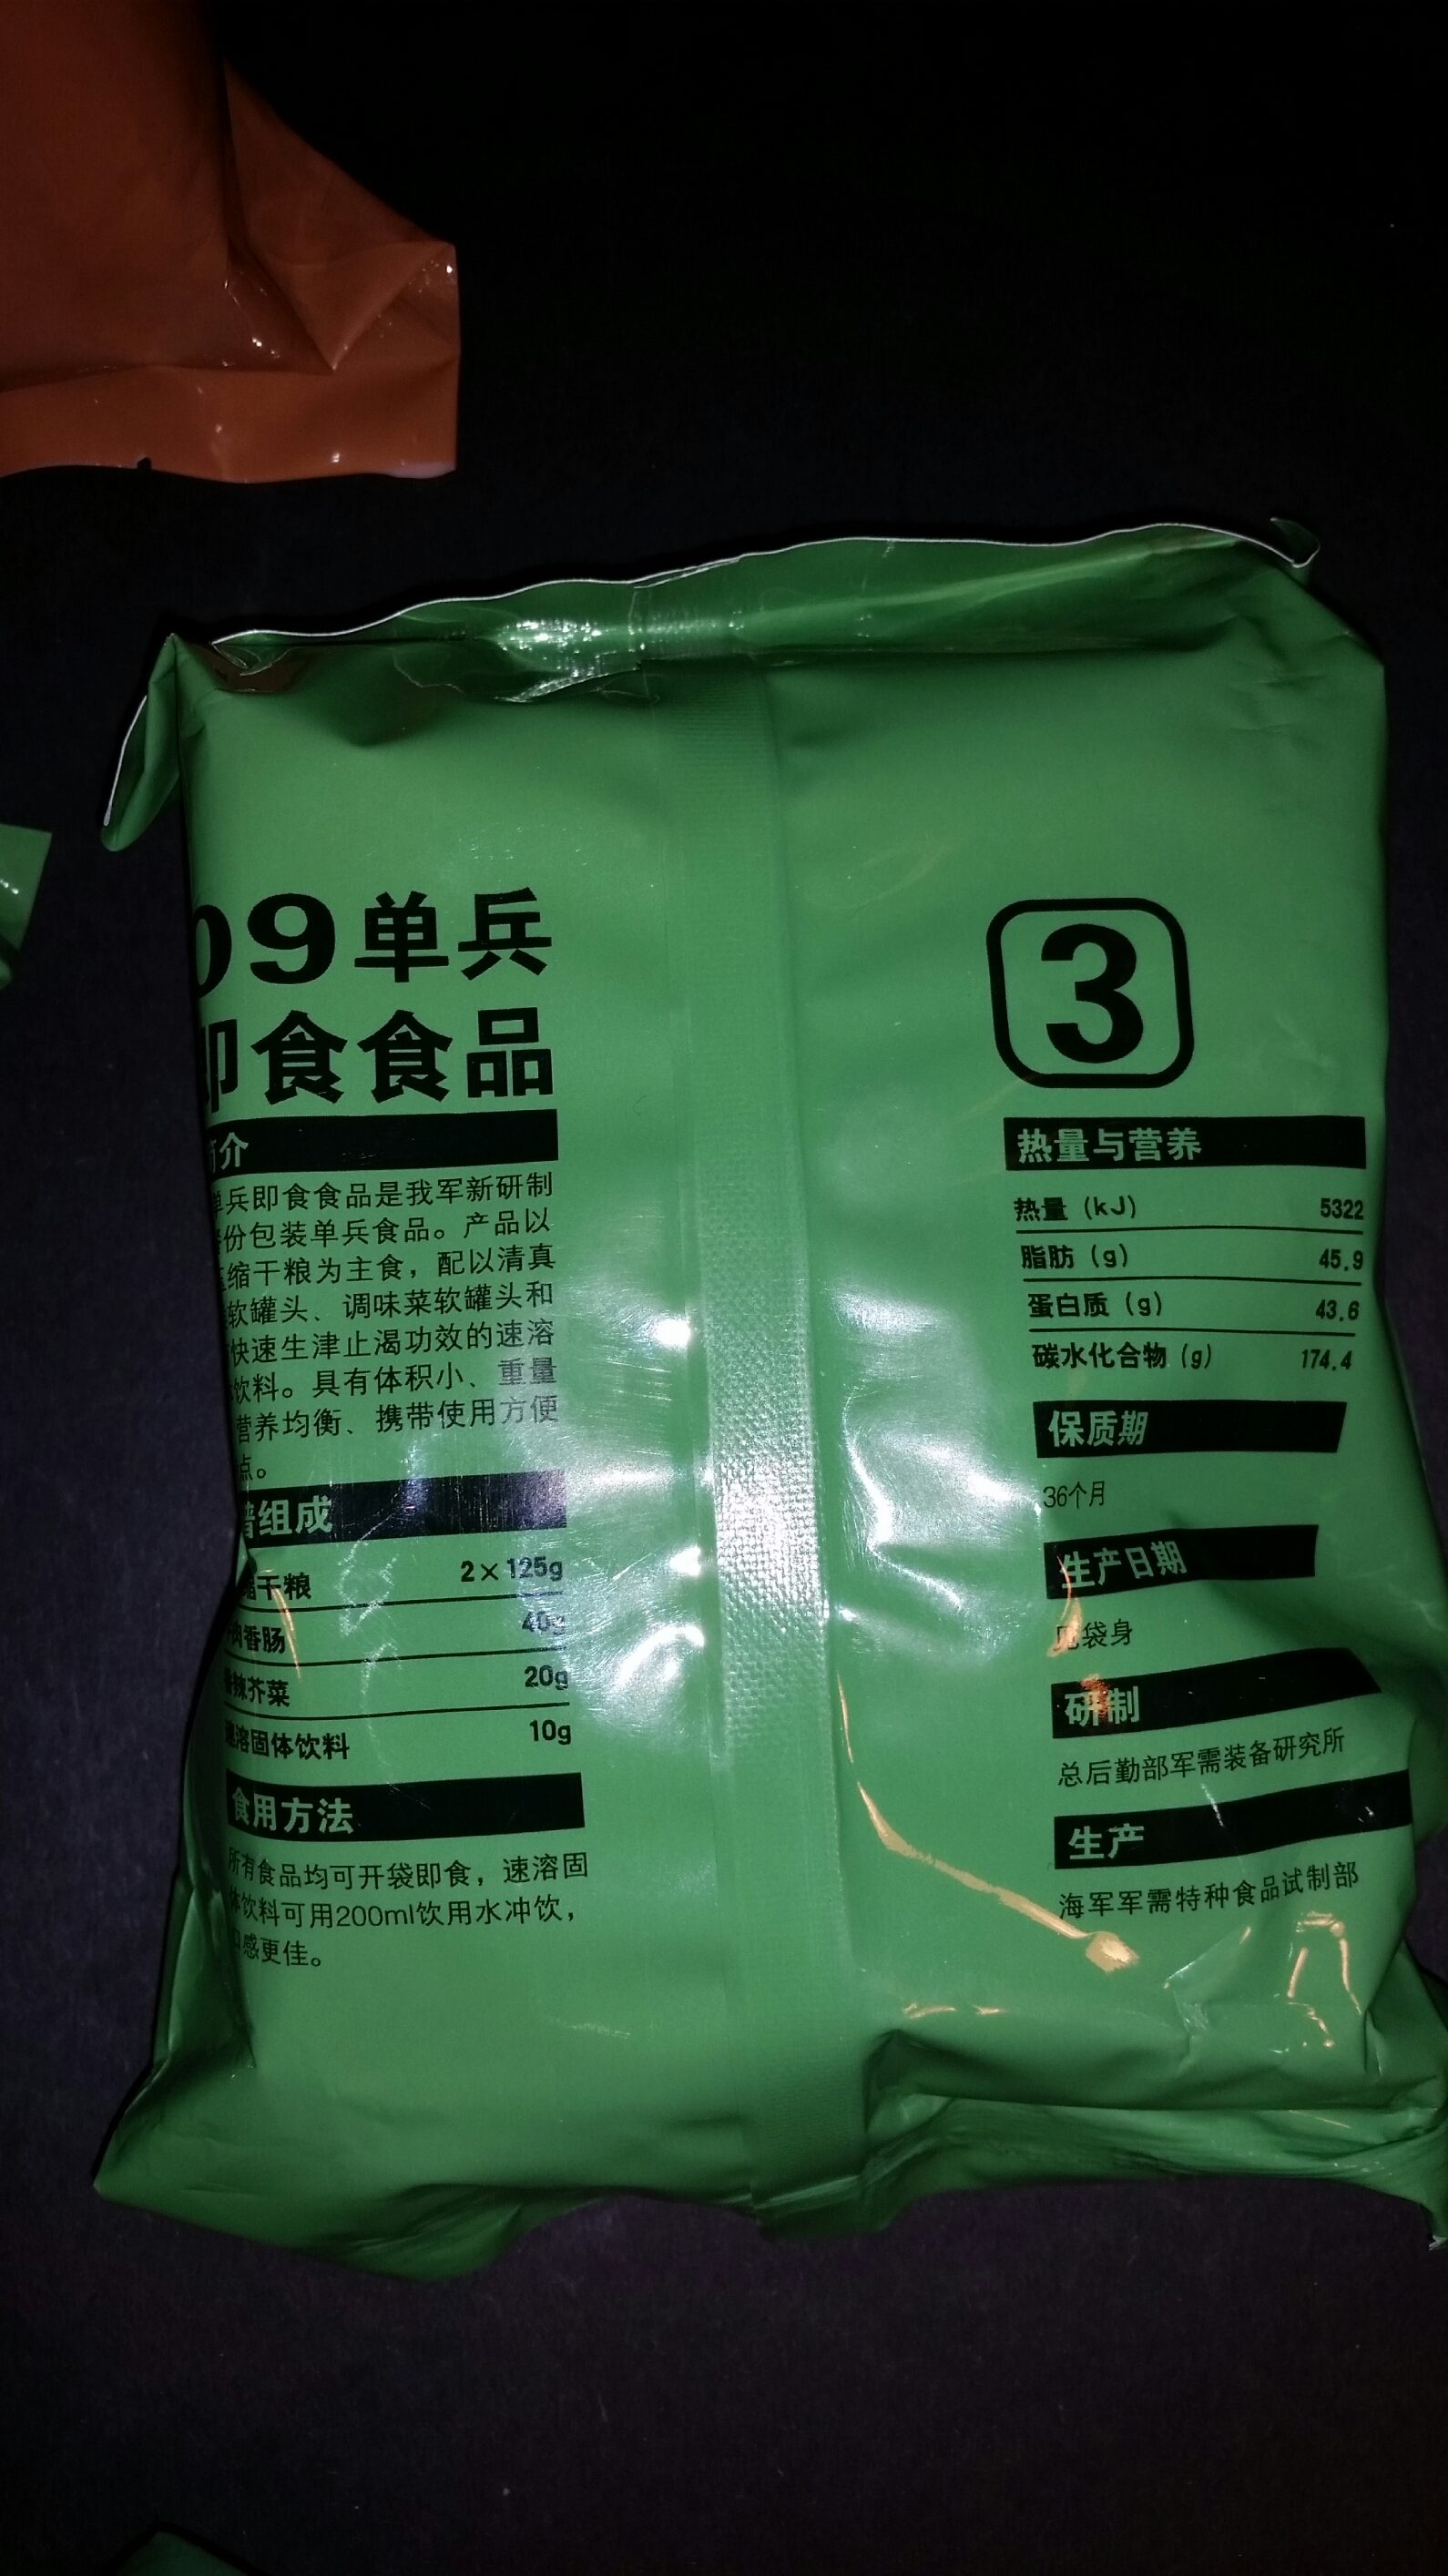 09单兵
即食食品
简介
单兵即食食品是我军新研制
份包装单兵食品。产品以
压缩干粮为主食，配以清真
软罐头、调味菜软罐头和
快速生津止渴功效的速溶
饮料。具有体积小、重量
营养均衡、携带使用方便
点。
谱组成
缩干粮 2×125g
肉香肠 40g
香辣芥菜 20g
速溶固体饮料 10g
食用方法
所有食品均可开袋即食，速溶固
体饮料可用200ml饮用水冲饮，
口感更佳。
3
热量与营养
热量（kJ） 5322
脂肪（g） 45.9
蛋白质（g） 43.6
碳水化合物（g） 174.4
保质期
36个月
生产日期
见袋身
研制
总后勤部军需装备研究所
生产
海军军需特种食品试制部